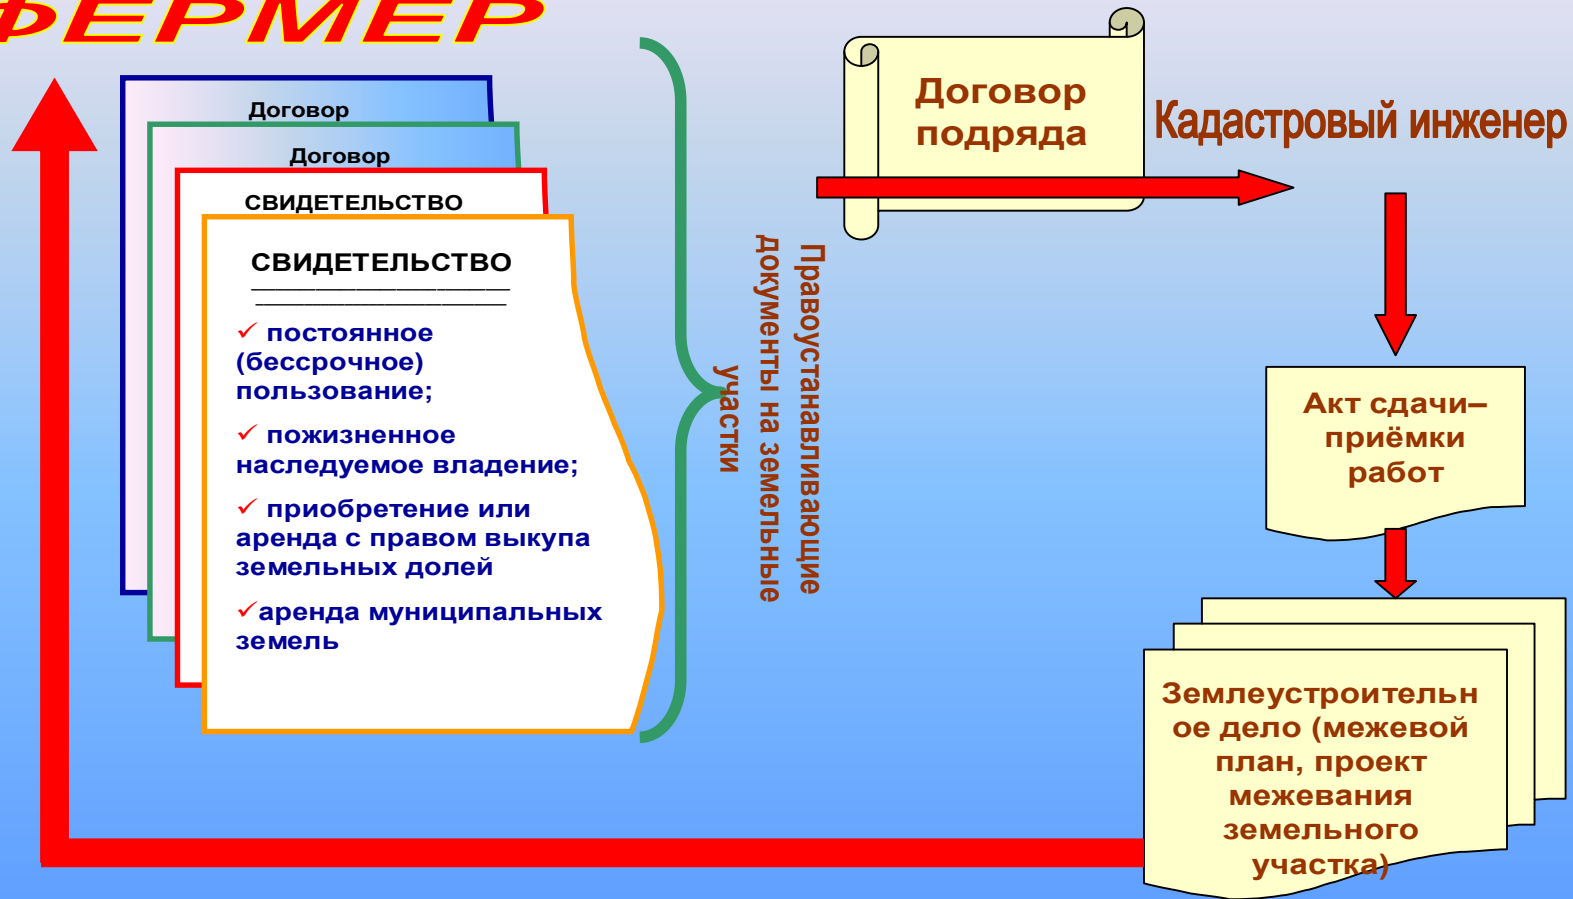 ФЕРМЕР
Договор
Договор
СВИДЕТЕЛЬСТВО
СВИДЕТЕЛЬСТВО
постоянное
(бессрочное)
пользование;
пожизненное
наследуемое владение;
приобретение или
аренда с правом выкупа
земельных долей
аренда муниципальных
земель
Правоустанавливающие
документы на земельные
участки
Договор
подряда
Кадастровый инженер
Акт сдачи–
приёмки
работ
Землеустроительн
ое дело (межевой
план, проект
межевания
земельного
участка)